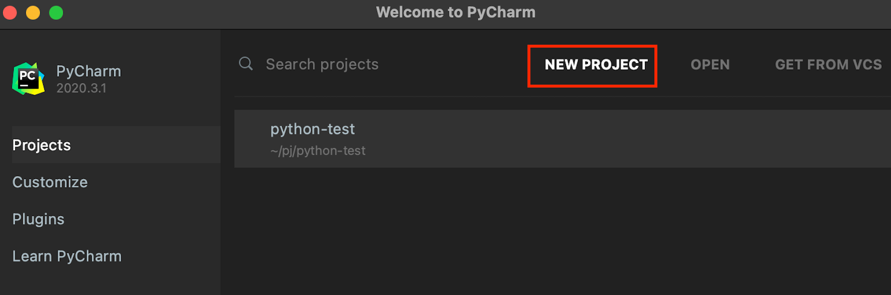 Welcome to PyCharm
PC
PyCharm
2020.3.1
Search projects
NEW PROJECT
OPEN
GET FROM VCS
python-test
~/pj/python-test
Projects
Customize
Plugins
Learn PyCharm